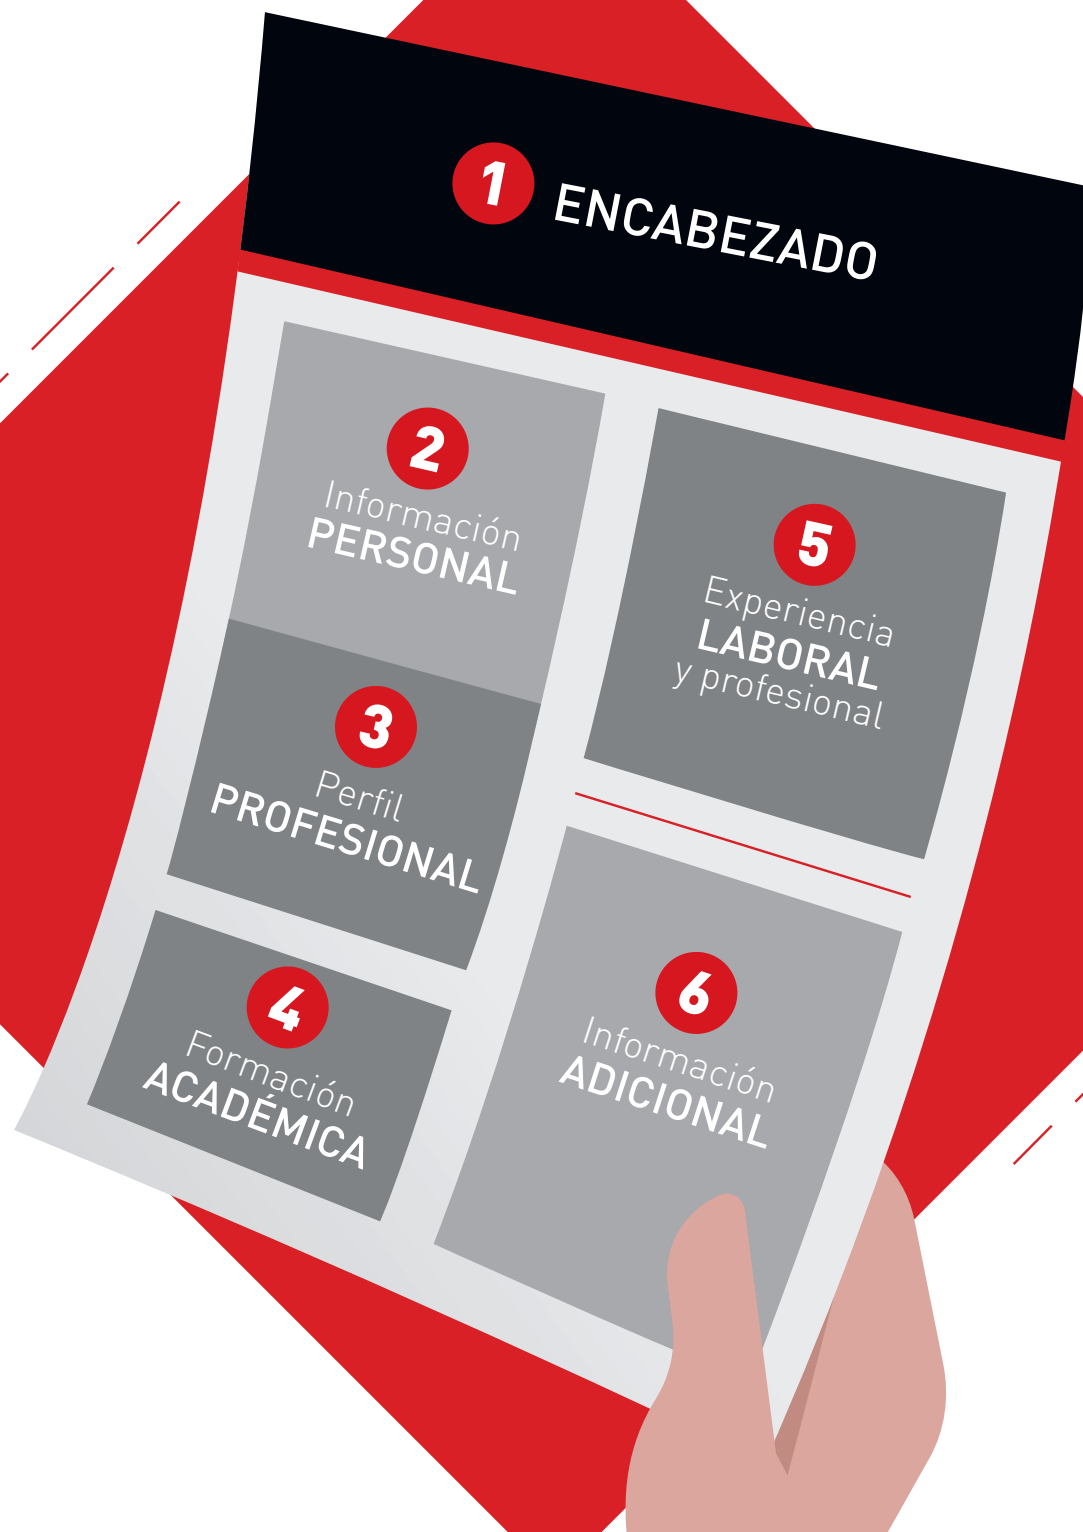 1 ENCABEZADO
2
Información
PERSONAL
3
Perfil
PROFESIONAL
4
Formación
ACADÉMICA
5
Experiencia
LABORAL
y profesional
6
Información
ADICIONAL